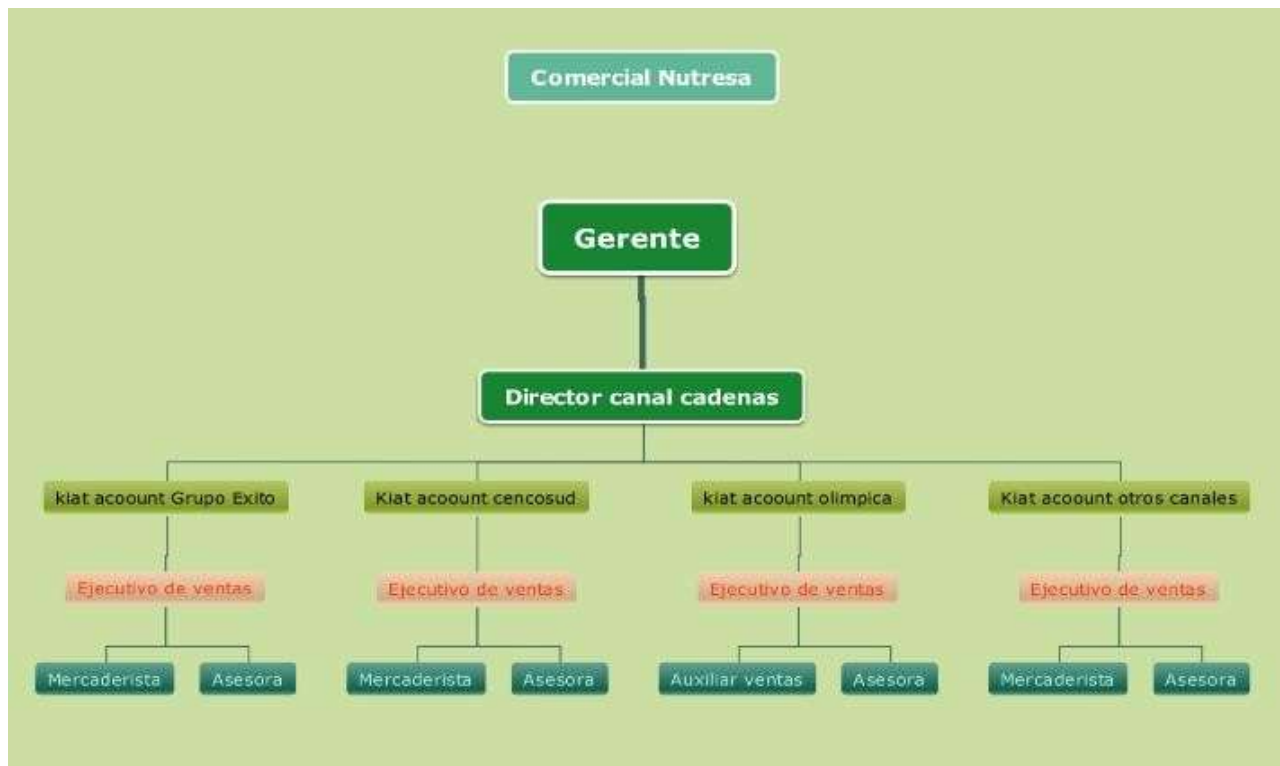 Comercial Nutresa
Gerente
Director canal cadenas
kiat acoount Grupo Exito
Kiat acoount cencosud
kiat acoount olimpica
Kiat acoount otros canales
Ejecutivo de ventas
Ejecutivo de ventas
Ejecutivo de ventas
Ejecutivo de ventas
Mercaderista
Asesora
Mercaderista
Asesora
Auxiliar ventas
Asesora
Mercaderista
Asesora